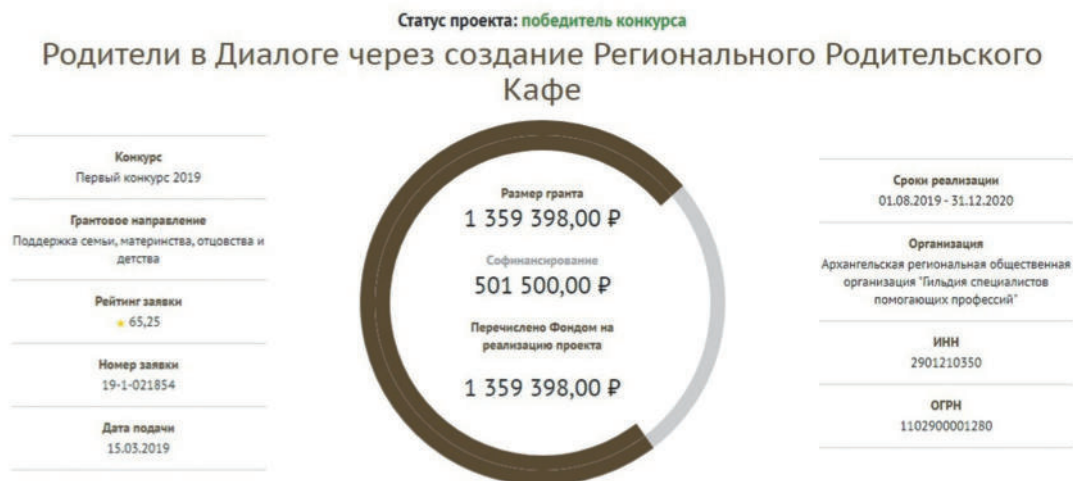 Статус проекта: победитель конкурса
Родители в Диалоге через создание Регионального Родительского
Кафе
Конкурс
Первый конкурс 2019
Грантовое направление
Поддержка семьи, материнства, отцовства и
детства
Рейтинг заявки
65,25
Номер заявки
19-1-021854
Дата подачи
15.03.2019
Размер гранта
1 359 398,00 ₽
Софинансирование
501 500,00 ₽
Перечислено Фондом на
реализацию проекта
1 359 398,00 ₽
Сроки реализации
01.08.2019 - 31.12.2020
Организация
Архангельская региональная общественная
организация "Гильдия специалистов
помогающих профессий"
ИНН
2901210350
ОГРН
1102900001280